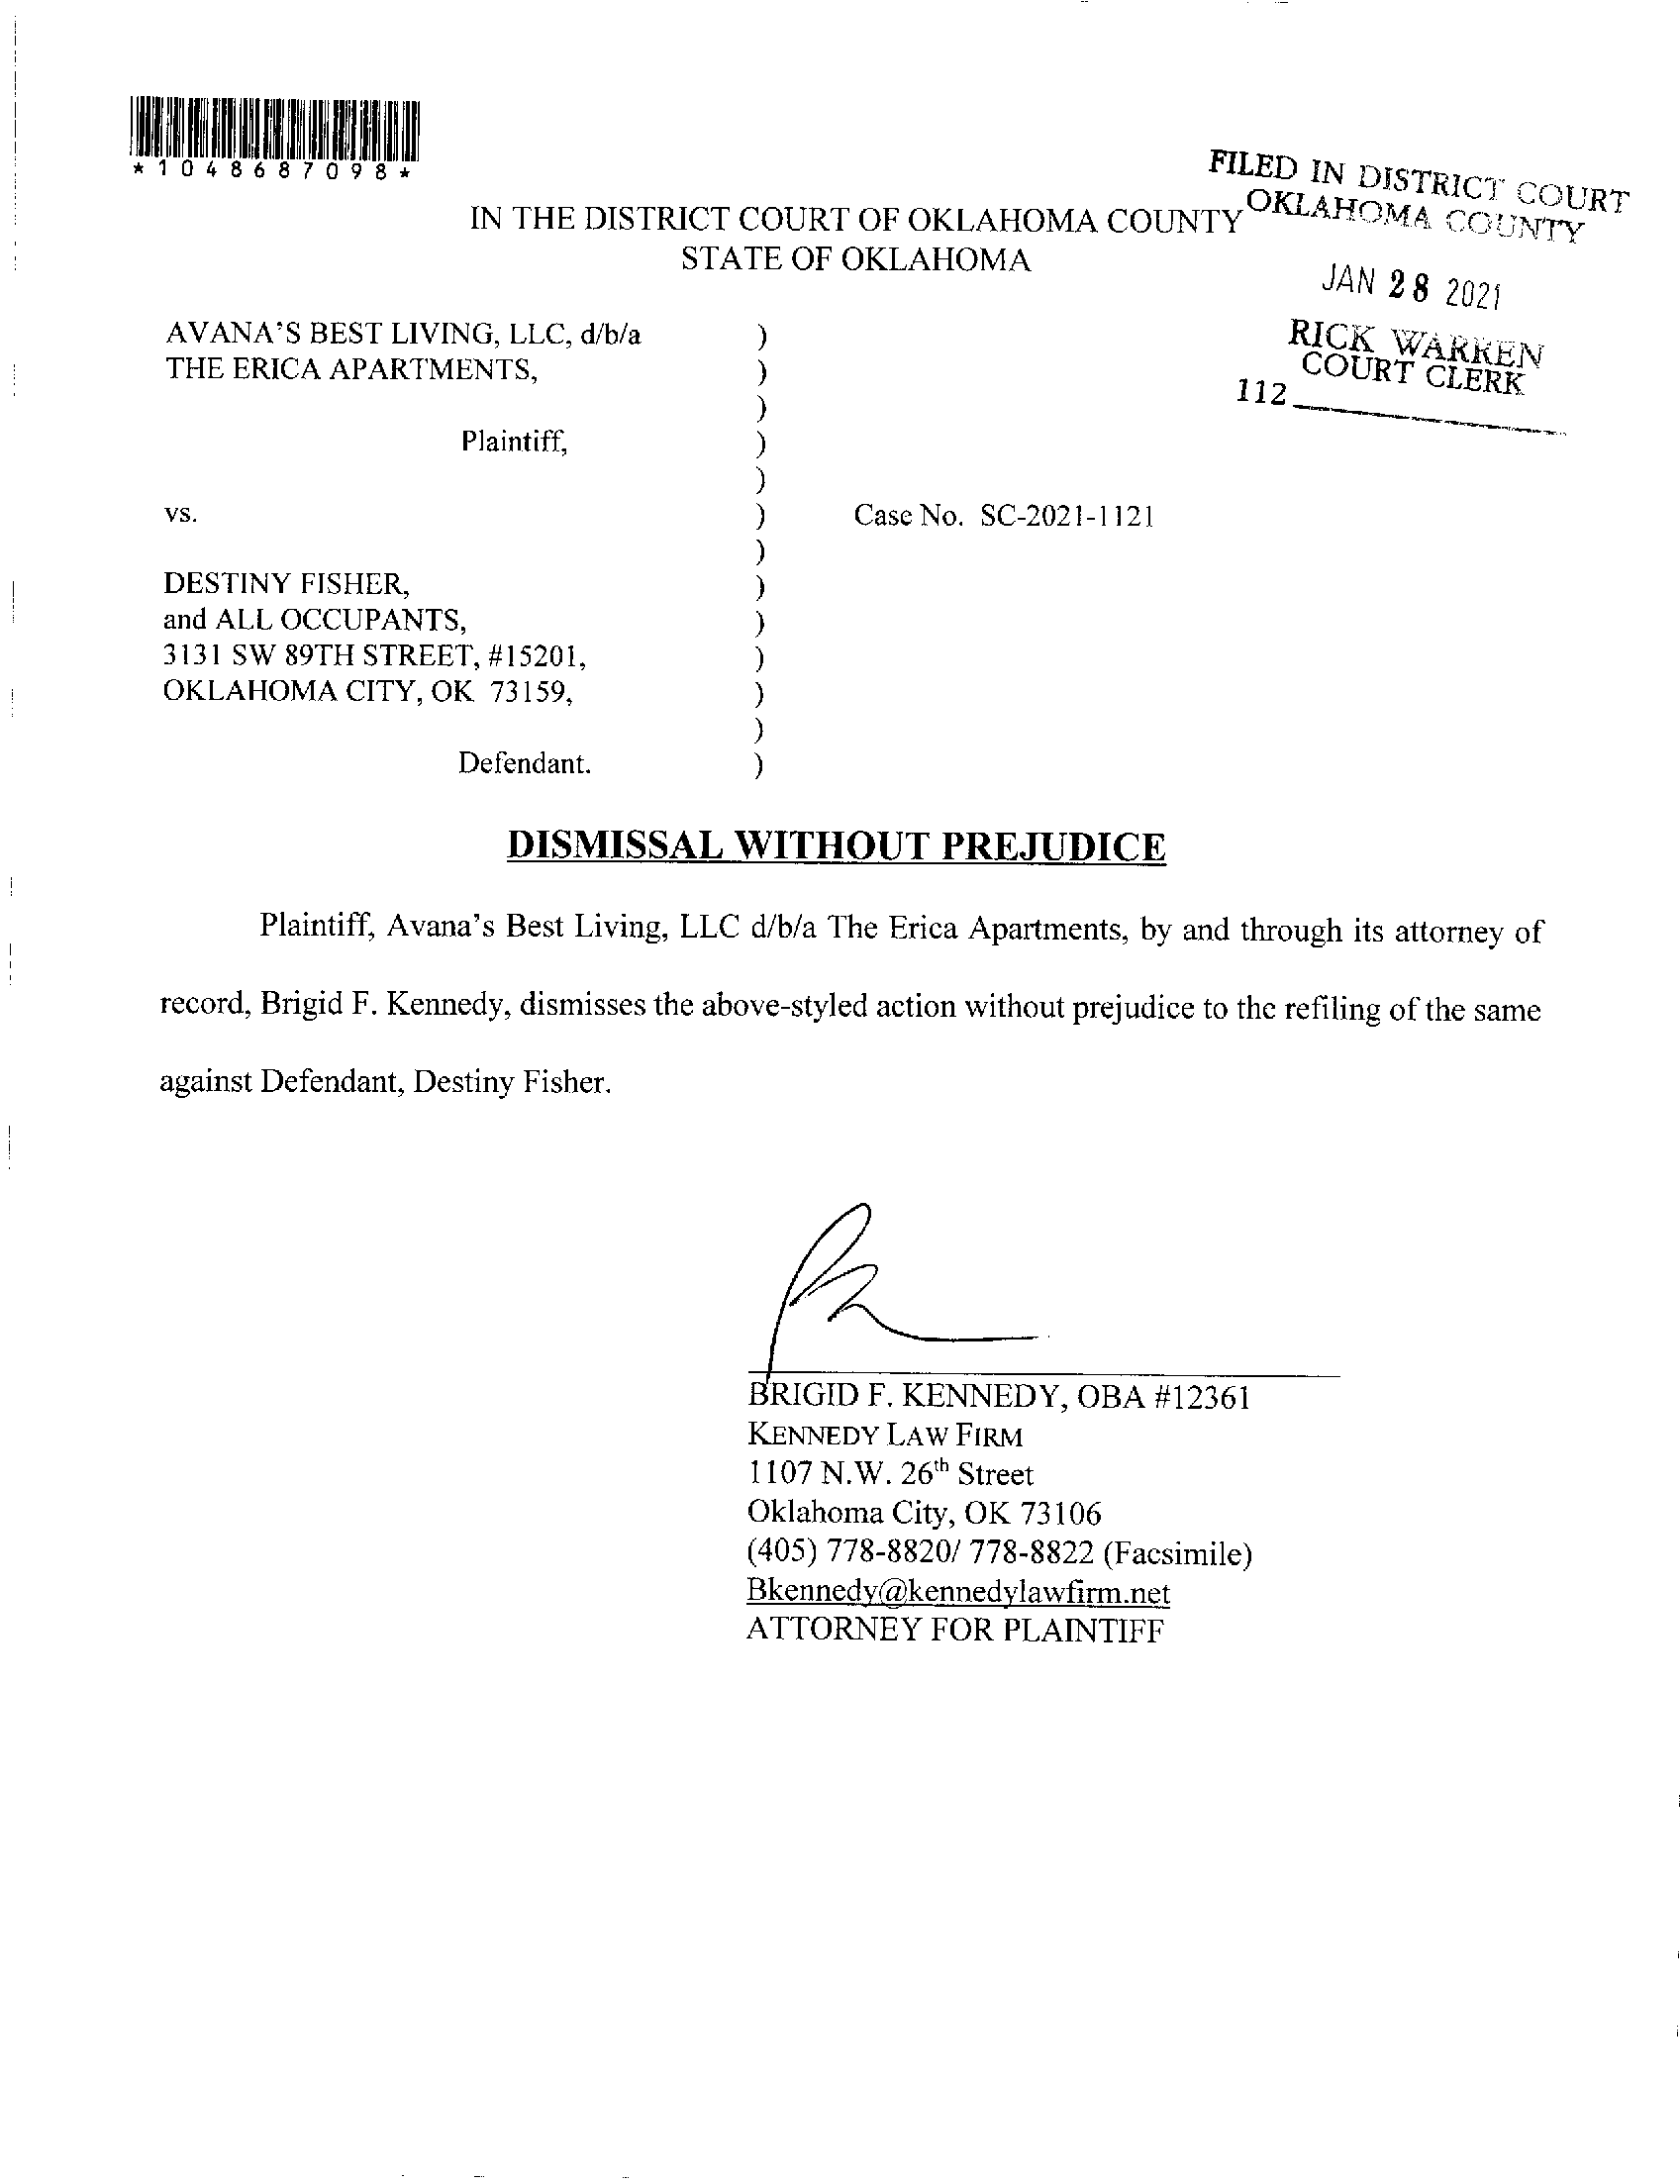 *1048687098*
FILED IN DISTRICT COURT
OKLAHOMA COUNTY
IN THE DISTRICT COURT OF OKLAHOMA COUNTY
STATE OF OKLAHOMA
JAN 28 2021
RICK WARREN
COURT CLERK
112
AVANA'S BEST LIVING, LLC, d/b/a )
THE ERICA APARTMENTS, )
)
Plaintiff, )
)
vs. ) Case No. SC-2021-1121
)
DESTINY FISHER, )
and ALL OCCUPANTS, )
3131 SW 89TH STREET, #15201, )
OKLAHOMA CITY, OK 73159, )
)
Defendant. )
DISMISSAL WITHOUT PREJUDICE
Plaintiff, Avana's Best Living, LLC d/b/a The Erica Apartments, by and through its attorney of
record, Brigid F. Kennedy, dismisses the above-styled action without prejudice to the refiling of the same
against Defendant, Destiny Fisher.
BRIGID F. KENNEDY, OBA #12361
KENNEDY LAW FIRM
1107 N.W. 26th Street
Oklahoma City, OK 73106
(405) 778-8820/ 778-8822 (Facsimile)
Bkennedy@kennedylawfirm.net
ATTORNEY FOR PLAINTIFF